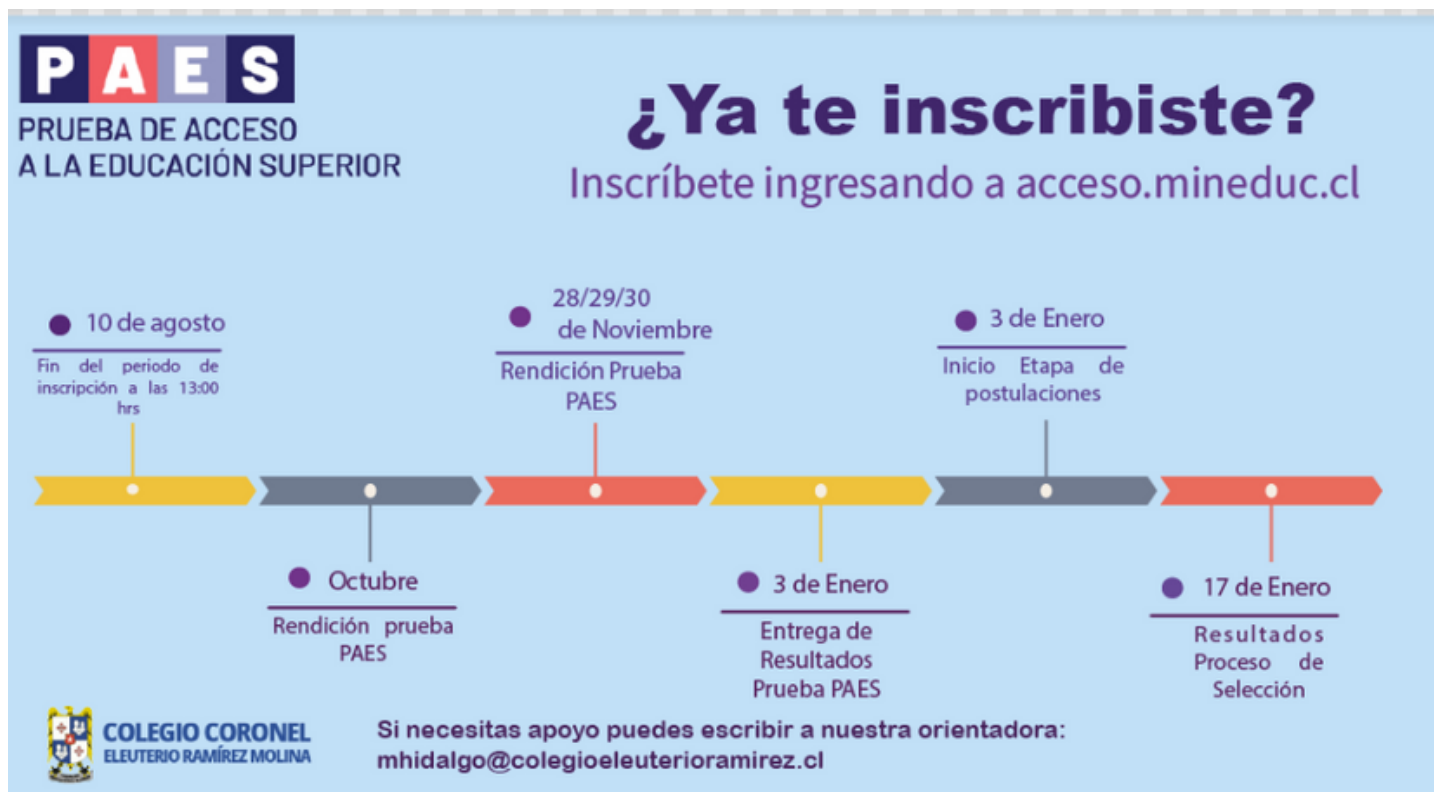 PAES
PRUEBA DE ACCESO
A LA EDUCACIÓN SUPERIOR
¿Ya te inscribiste?
Inscríbete ingresando a acceso.mineduc.cl
10 de agosto
Fin del periodo de
inscripción a las 13:00
hrs
Octubre
Rendición prueba
PAES
28/29/30
de Noviembre
Rendición Prueba
PAES
3 de Enero
Entrega de
Resultados
Prueba PAES
3 de Enero
Inicio Etapa de
postulaciones
17 de Enero
Resultados
Proceso de
Selección
COLEGIO CORONEL
ELEUTERIO RAMÍREZ MOLINA
Si necesitas apoyo puedes escribir a nuestra orientadora:
mhidalgo@colegioeleuterioramirez.cl